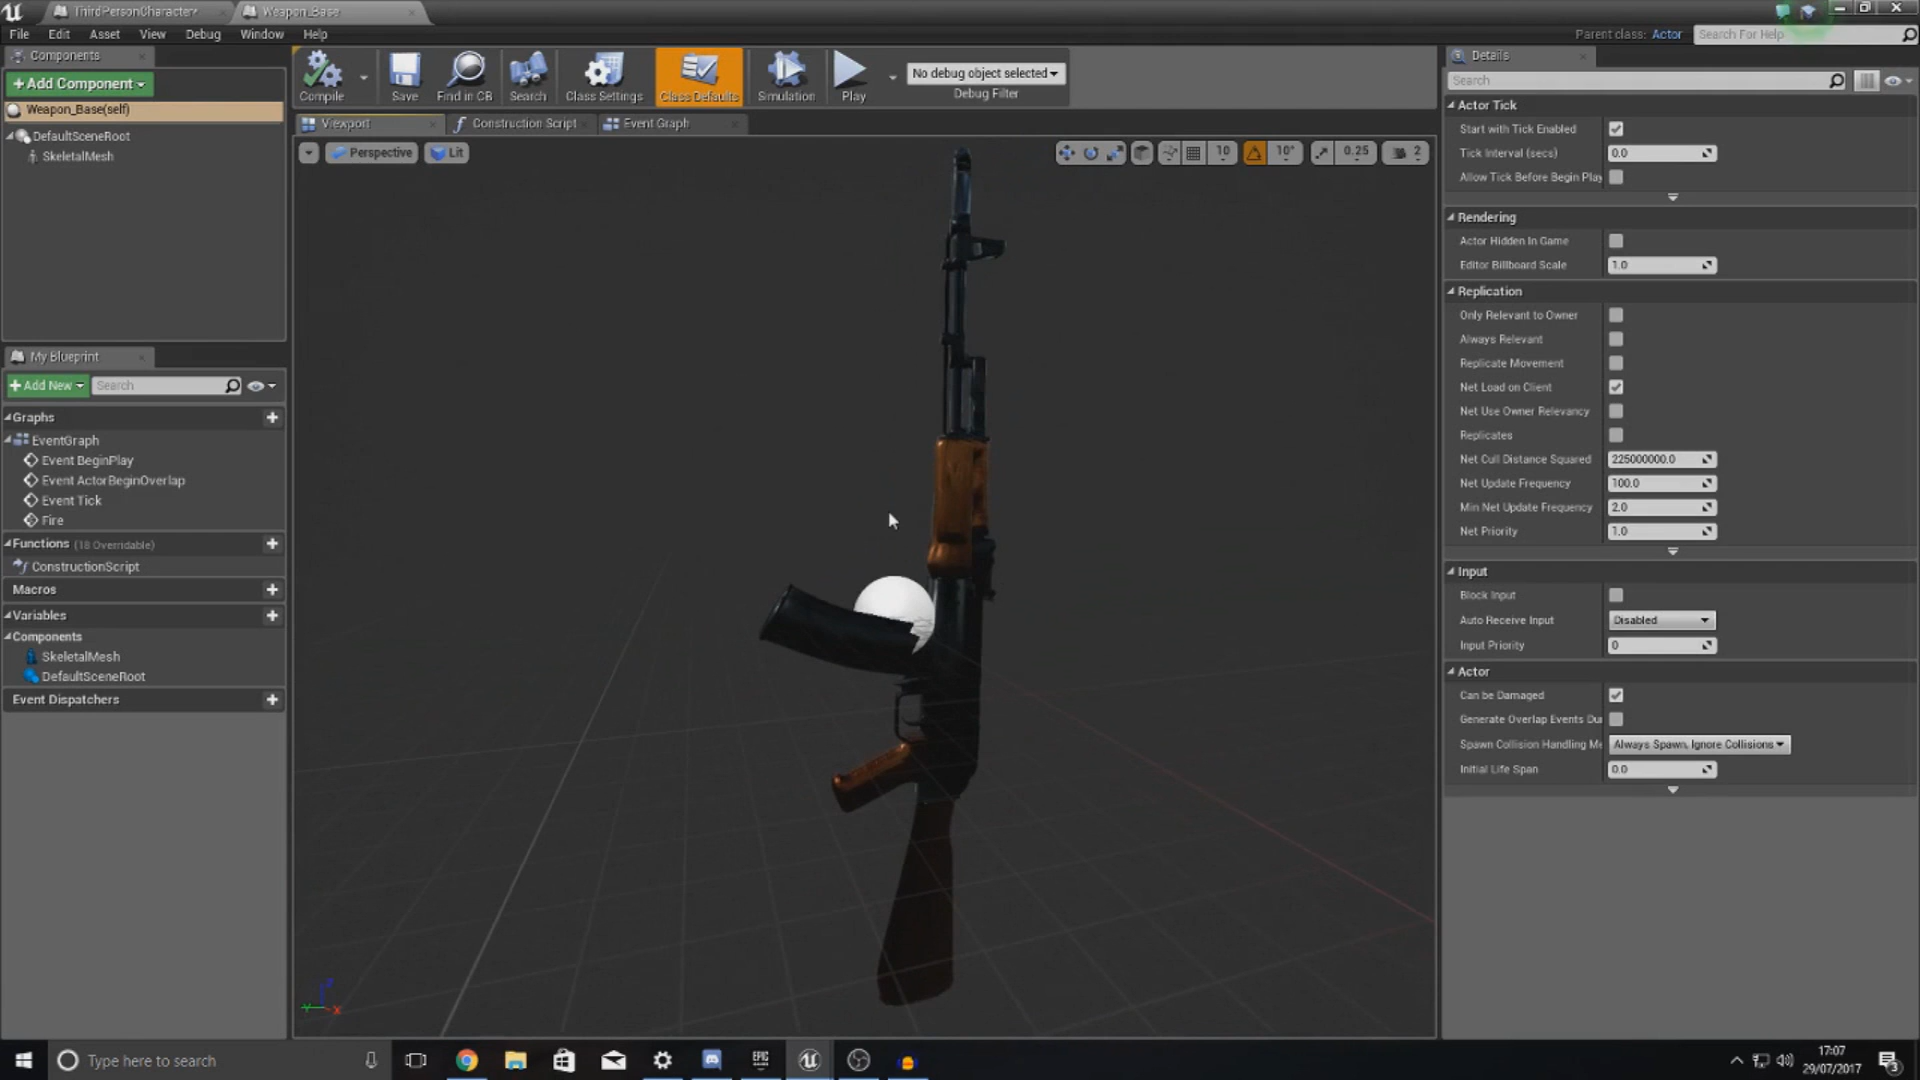 ThirdPersonCharacter
Weapon_Base
File Edit Asset View Debug Window Help
Parent class: Actor
Search For Help
Components
+ Add Component
Weapon_Base(self)
DefaultSceneRoot
SkeletalMesh
Compile
Save
Find in CB
Search
Class Settings
Class Defaults
Simulation
Play
No debug object selected
Debug Filter
Viewport
Construction Script
Event Graph
Perspective
Lit
10
10°
0.25
2
My Blueprint
+ Add New
Search
Graphs
EventGraph
Event BeginPlay
Event ActorBeginOverlap
Event Tick
Fire
Functions (18 Overridable)
ConstructionScript
Macros
Variables
Components
SkeletalMesh
DefaultSceneRoot
Event Dispatchers
Details
Search
Actor Tick
Start with Tick Enabled
Tick Interval (secs) 0.0
Allow Tick Before Begin Play
Rendering
Actor Hidden In Game
Editor Billboard Scale 1.0
Replication
Only Relevant to Owner
Always Relevant
Replicate Movement
Net Load on Client
Net Use Owner Relevancy
Replicates
Net Cull Distance Squared 225000000.0
Net Update Frequency 100.0
Min Net Update Frequency 2.0
Net Priority 1.0
Input
Block Input
Auto Receive Input Disabled
Input Priority 0
Actor
Can be Damaged
Generate Overlap Events Du
Spawn Collision Handling Me Always Spawn, Ignore Collisions
Initial Life Span 0.0
Z
Y
X
Type here to search
EPIC
17:07
29/07/2017
3